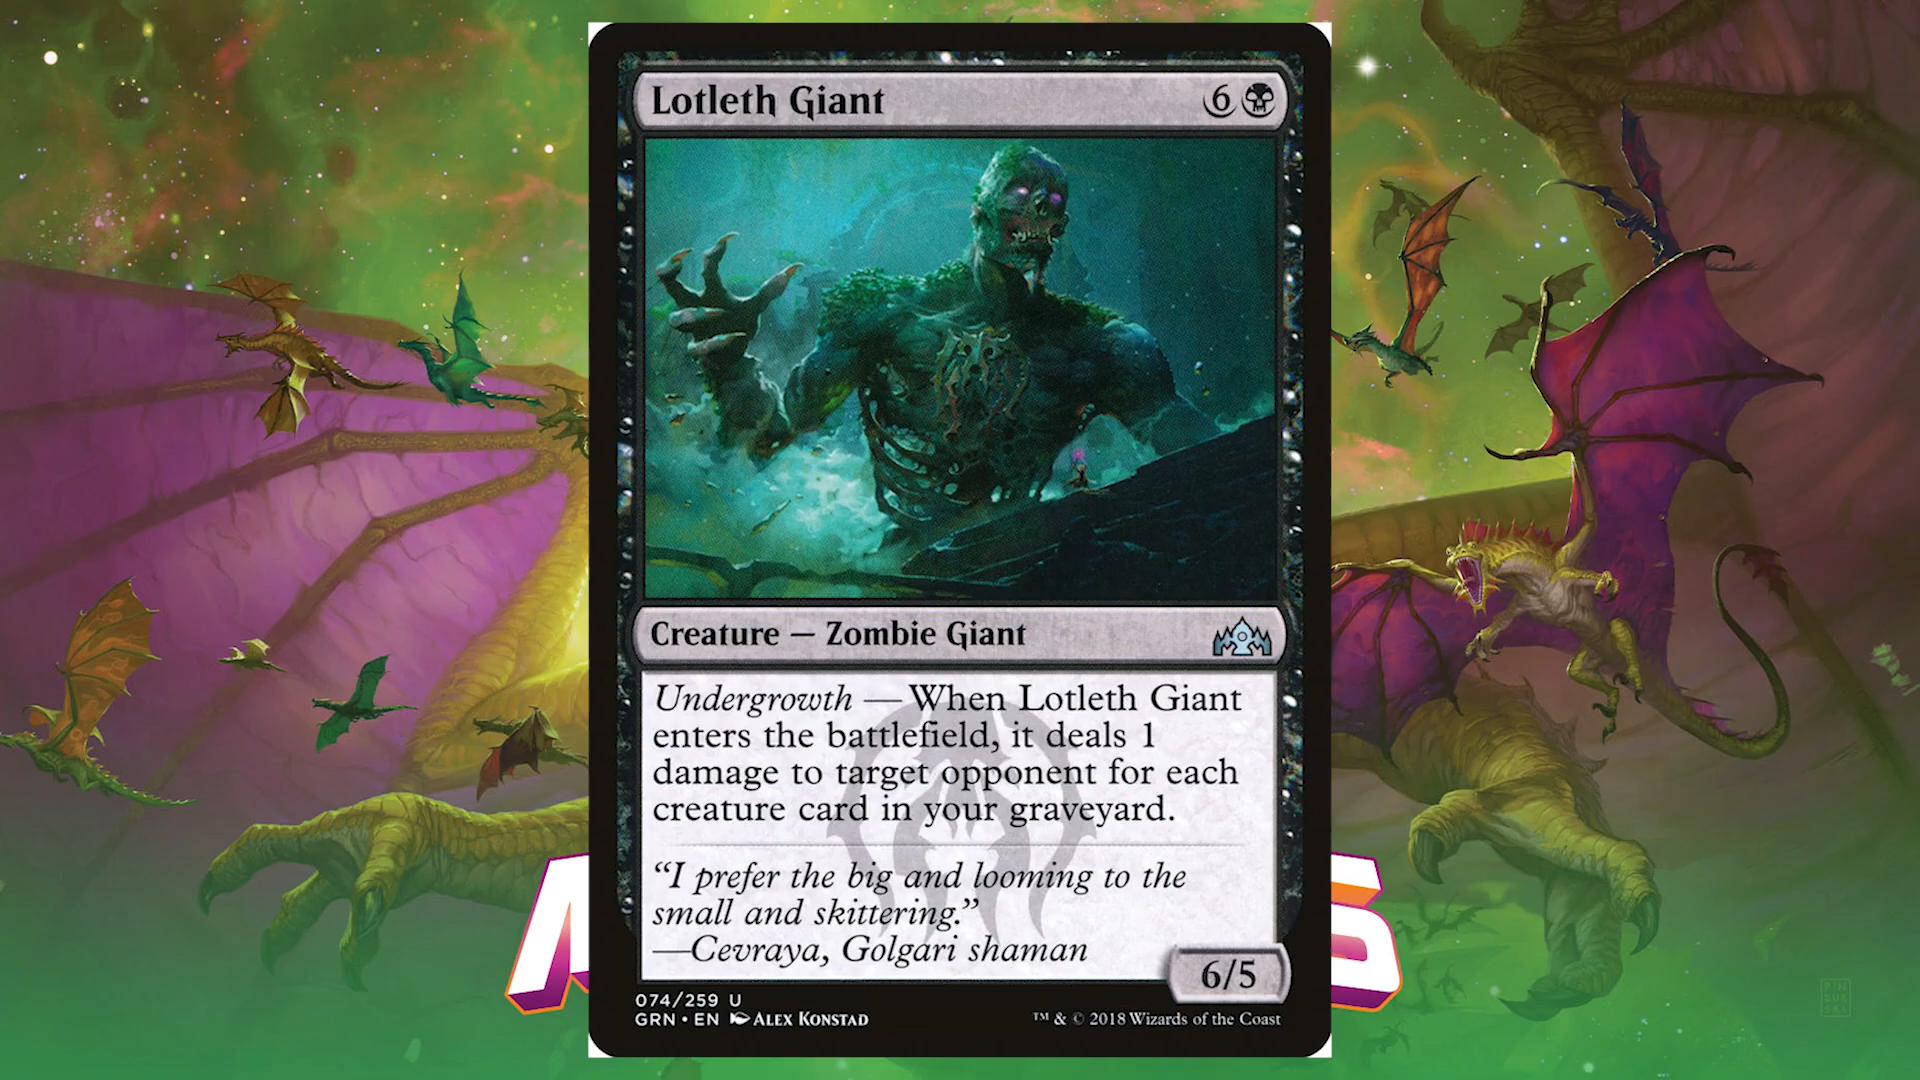 Lotleth Giant 6
Creature — Zombie Giant
Undergrowth — When Lotleth Giant
enters the battlefield, it deals 1
damage to target opponent for each
creature card in your graveyard.
“I prefer the big and looming to the
small and skittering.”
—Cevraya, Golgari shaman
6/5
074/259 U
GRN • EN Alex Konstad
™ & © 2018 Wizards of the Coast